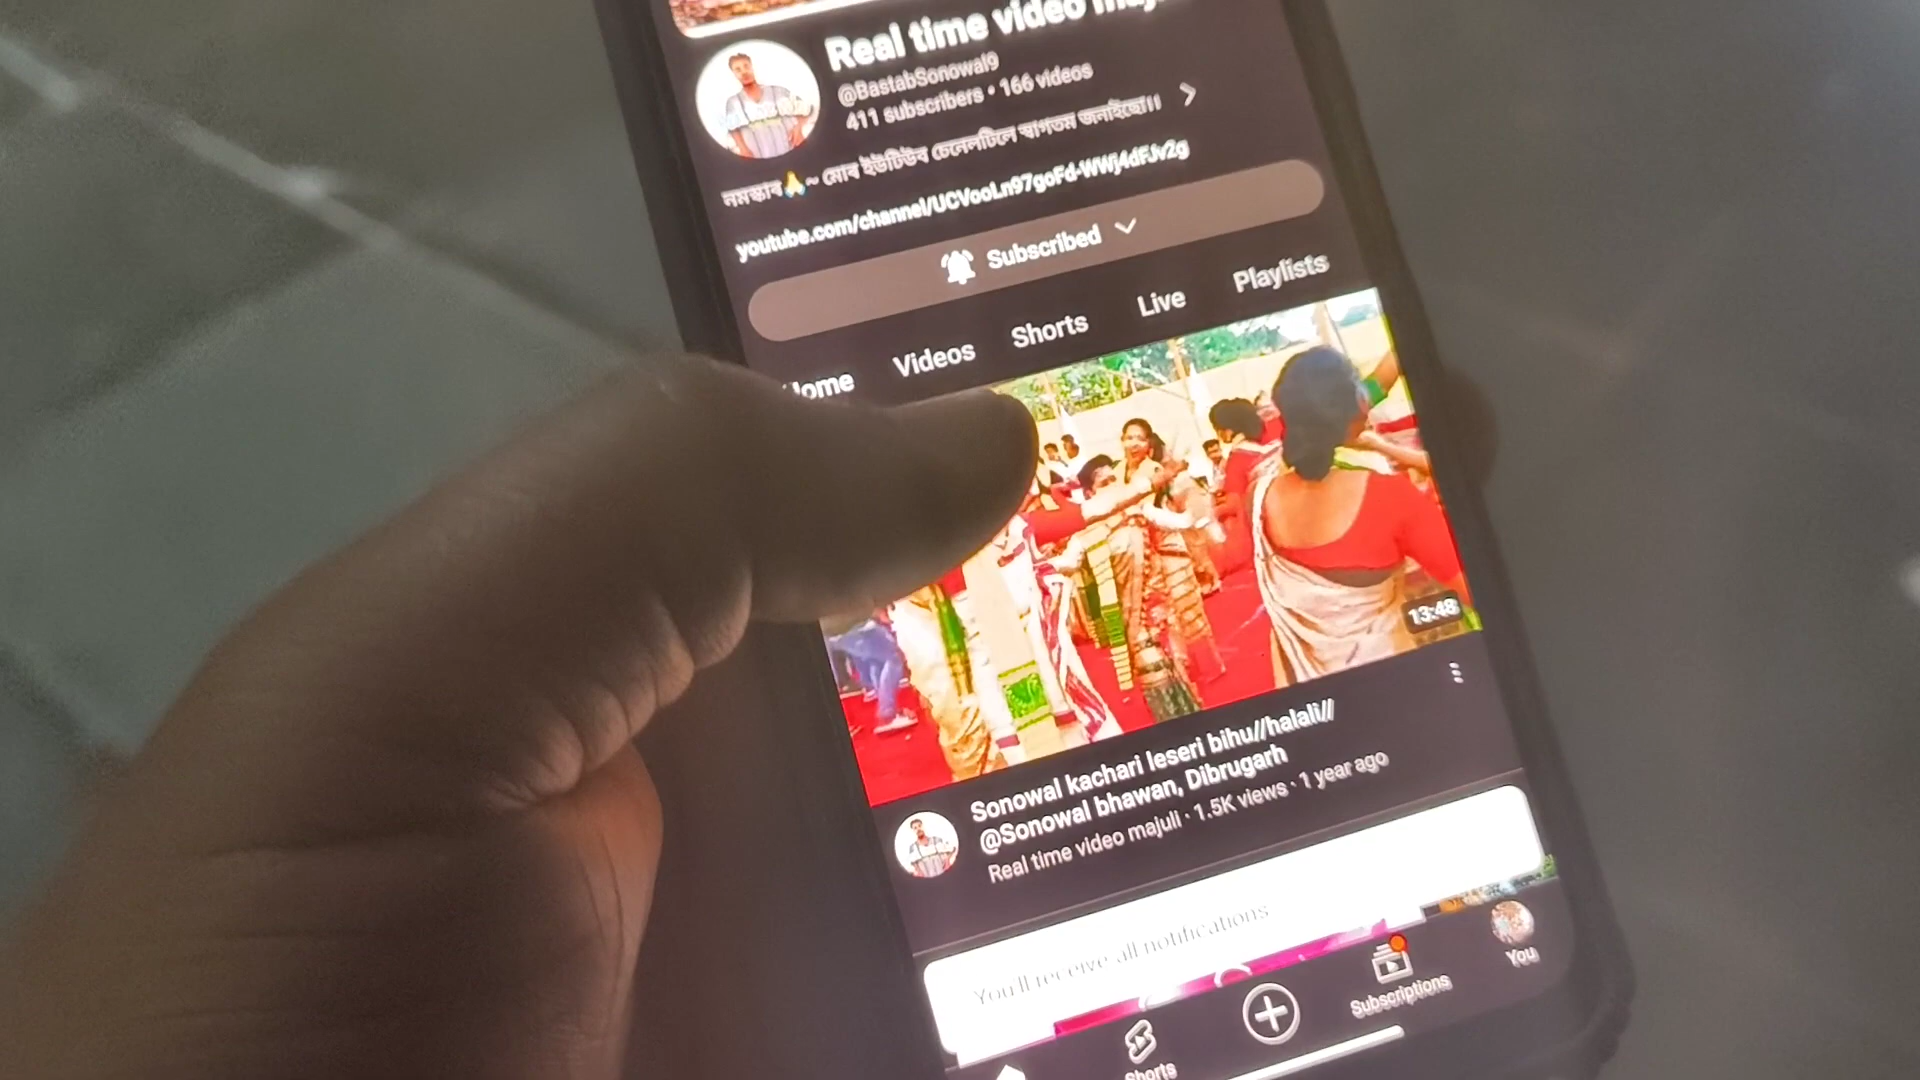 Real time video maju
@BastabSonowal9
411 subscribers • 166 videos
নমস্কাৰ🙏~ মোৰ ইউটিউব চেনেলটিলে স্বাগতম জনাইছো।।
youtube.com/channel/UCVooLn97goFd-WWj4dFJv2g
Subscribed
Home Videos Shorts Live Playlists
13:48
Sonowal kachari leseri bihu//halali//
@Sonowal bhawan, Dibrugarh
Real time video majuli · 1.5K views · 1 year ago
You'll receive all notifications
Shorts
Subscriptions
You